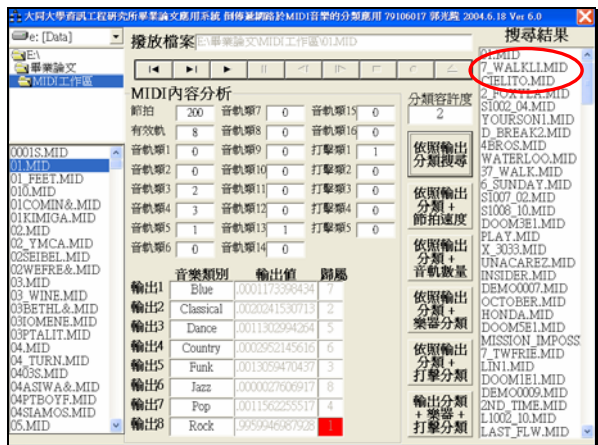 大同大學資訊工程研究所畢業論文應用系統 倒傳遞網路於MIDI音樂的分類應用 79106017 郭兆龍 2004.6.18 Ver 6.0
e: [Data]
E:\
畢業論文
MIDI工作區
0001S.MID
01.MID
01_FEET.MID
010.MID
01COMIN&.MID
01KIMIGA.MID
02.MID
02_YMCA.MID
02SEIBEL.MID
02WEFRE&.MID
03.MID
03_WINE.MID
03BETHL&.MID
03IOMENE.MID
03PTALIT.MID
04.MID
04_TURN.MID
0403S.MID
04ASIWA&.MID
04PTBOYF.MID
04SIAMOS.MID
05.MID
撥放檔案 E:\畢業論文\MIDI工作區\01.MID
MIDI內容分析
節拍 200 音軌類7 0 音軌類15 0
有效軌 8 音軌類8 0 音軌類16 0
音軌類1 0 音軌類9 0 打擊類1 1
音軌類2 0 音軌類10 0 打擊類2 0
音軌類3 2 音軌類11 0 打擊類3 0
音軌類4 3 音軌類12 0 打擊類4 0
音軌類5 1 音軌類13 1 打擊類5 0
音軌類6 0 音軌類14 0
音樂類別 輸出值 歸屬
輸出1 Blue .0001173398434 7
輸出2 Classical .0020241530713 2
輸出3 Dance .0011302994264 5
輸出4 Country .0002952145616 6
輸出5 Funk .0013059470437 3
輸出6 Jazz .0000027606917 8
輸出7 Pop .0011562255517 4
輸出8 Rock .9959946987928 1
分類容許度
2
依照輸出
分類搜尋
依照輸出
分類 +
節拍速度
依照輸出
分類 +
音軌數量
依照輸出
分類 +
樂器分類
依照輸出
分類 +
打擊分類
輸出分類
+ 樂器 +
打擊分類
搜尋結果
01.MID
7_WALKLI.MID
CIELITO.MID
2_FOXYLA.MID
S1002_04.MID
YOURSON1.MID
D_BREAK2.MID
4BROS.MID
WATERLOO.MID
37_WALK.MID
6_SUNDAY.MID
S1007_02.MID
S1008_10.MID
DOOM3E1.MID
PLAY.MID
X_3033.MID
UNACAREZ.MID
INSIDER.MID
DEMO0007.MID
OCTOBER.MID
HONDA.MID
DOOM5E1.MID
MISSION_IMPOSS
7_TWFRIE.MID
LIN1.MID
DOOM1E1.MID
DEMO0009.MID
2ND_TIME.MID
L1002_10.MID
LAST_FLW.MID